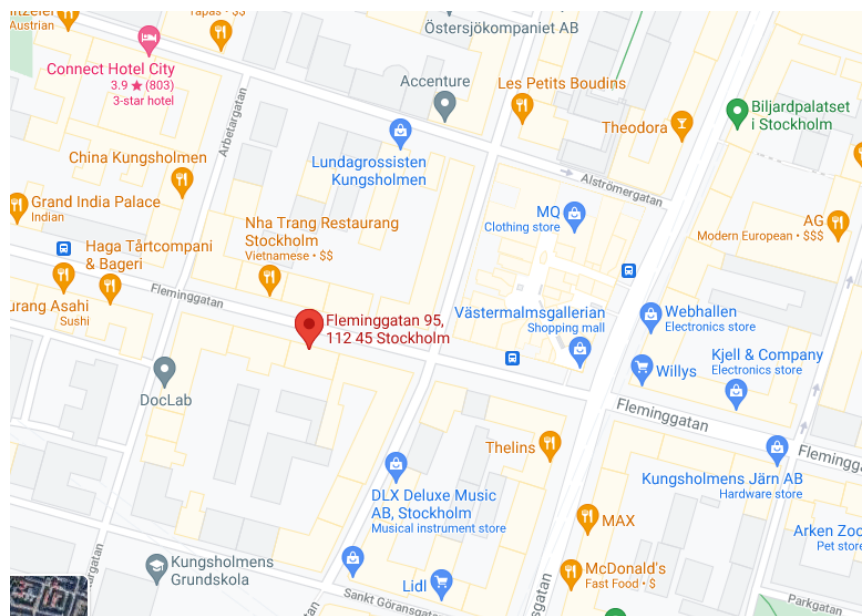 Austrian
Tapas • $$
Östersjökompaniet AB
Connect Hotel City
3.9 ★ (803)
3-star hotel
Accenture
Les Petits Boudins
Theodora
Biljardpalatset
i Stockholm
Arbetargatan
China Kungsholmen
Lundagrossisten
Kungsholmen
Alströmergatan
Grand India Palace
Indian
Nha Trang Restaurang
Stockholm
Vietnamese • $$
MQ
Clothing store
AG
Modern European • $$$
Haga Tårtcompani
& Bageri
urang Asahi
Sushi
Fleminggatan
Fleminggatan 95,
112 45 Stockholm
Västermalmsgallerian
Shopping mall
Webhallen
Electronics store
Willys
Kjell & Company
Electronics store
DocLab
Fleminggatan
Flemingga
Thelins
Kungsholmens Järn AB
Hardware store
DLX Deluxe Music
AB, Stockholm
Musical instrument store
MAX
Arken Zoo
Pet store
Kungsholmens
Grundskola
McDonald's
Fast Food • $
Lidl
Sankt Göransgatan
Parkgatan